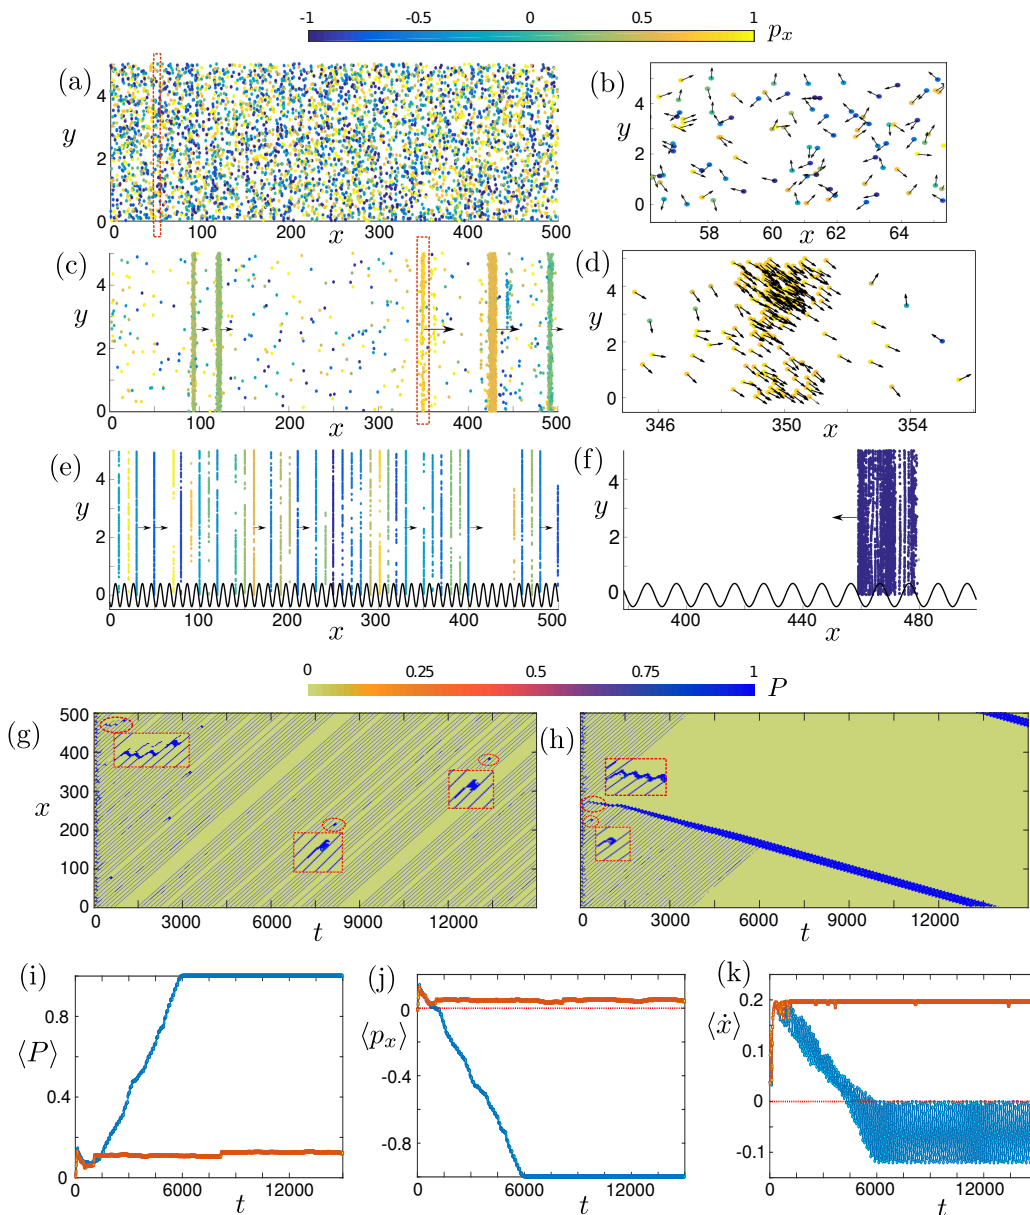 -1 -0.5 0 0.5 1 p_x
(a) y 4 2 0
0 100 200 300 400 500
x
(b) y 4 2 0
58 60 62 64
x
(c) y 4 2 0
0 100 200 300 400 500
x
(d) 4 2 0
346 350 354
x
(e) y 4 2 0
0 100 200 300 400 500
x
(f) y 4 2 0
400 440 480
x
0 0.25 0.5 0.75 1 P
(g) x 500 400 300 200 100 0
0 3000 6000 9000 12000
t
(h)
0 3000 6000 9000 12000
t
(i) ⟨P⟩ 0.8 0.4 0
0 6000 12000
t
(j) ⟨p_x⟩ 0 -0.4 -0.8
0 6000 12000
t
(k) ⟨ẋ⟩ 0.2 0.1 0 -0.1
0 6000 12000
t